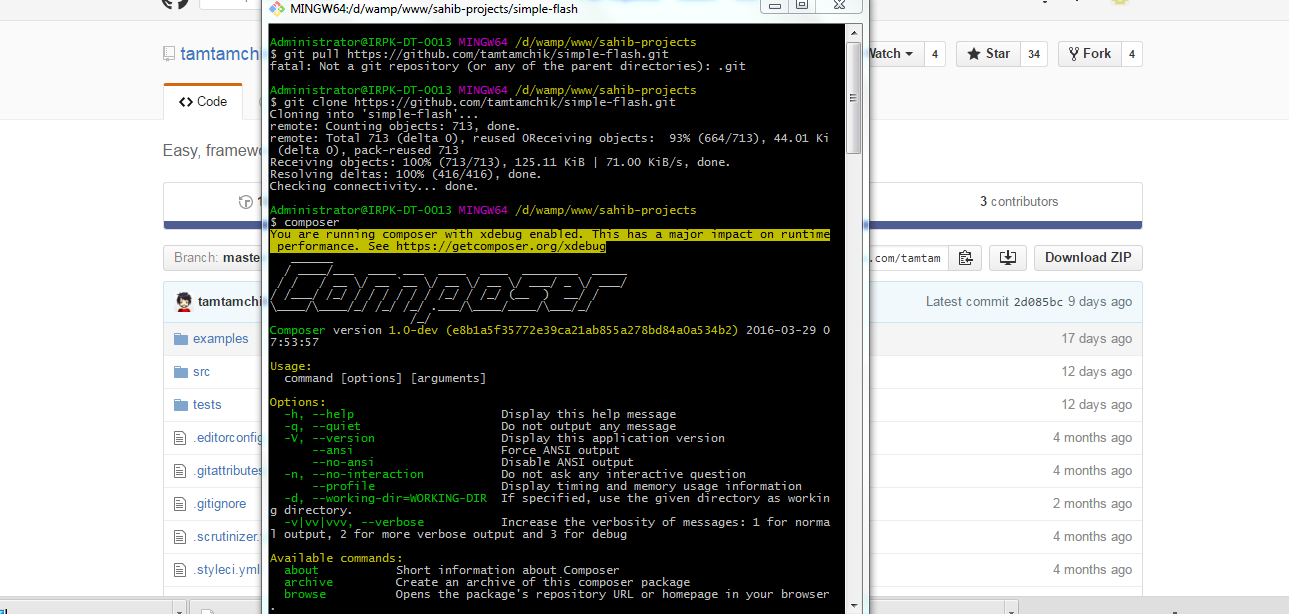 MINGW64:/d/wamp/www/sahib-projects/simple-flash
Administrator@IRPK-DT-0013 MINGW64 /d/wamp/www/sahib-projects
$ git pull https://github.com/tamtamchik/simple-flash.git
fatal: Not a git repository (or any of the parent directories): .git
Administrator@IRPK-DT-0013 MINGW64 /d/wamp/www/sahib-projects
$ git clone https://github.com/tamtamchik/simple-flash.git
Cloning into 'simple-flash'...
remote: Counting objects: 713, done.
remote: Total 713 (delta 0), reused 0Receiving objects:  93% (664/713), 44.01 Ki
 (delta 0), pack-reused 713
Receiving objects: 100% (713/713), 125.11 KiB | 71.00 KiB/s, done.
Resolving deltas: 100% (416/416), done.
Checking connectivity... done.
Administrator@IRPK-DT-0013 MINGW64 /d/wamp/www/sahib-projects
$ composer
You are running composer with xdebug enabled. This has a major impact on runtime
 performance. See https://getcomposer.org/xdebug
Composer
Composer version 1.0-dev (e8b1a5f35772e39ca21ab855a278bd84a0a534b2) 2016-03-29 0
7:53:57
Usage:
  command [options] [arguments]
Options:
  -h, --help                     Display this help message
  -q, --quiet                    Do not output any message
  -V, --version                  Display this application version
      --ansi                     Force ANSI output
      --no-ansi                  Disable ANSI output
  -n, --no-interaction           Do not ask any interactive question
      --profile                  Display timing and memory usage information
  -d, --working-dir=WORKING-DIR  If specified, use the given directory as workin
g directory.
  -v|vv|vvv, --verbose           Increase the verbosity of messages: 1 for norma
l output, 2 for more verbose output and 3 for debug
Available commands:
  about           Short information about Composer
  archive         Create an archive of this composer package
  browse          Opens the package's repository URL or homepage in your browser
.
tamtamch
Watch 4
Star 34
Fork 4
Code
Easy, framew
3 contributors
Branch: maste
.com/tamtam
Download ZIP
tamtamchi
Latest commit 2d085bc 9 days ago
examples 17 days ago
src 12 days ago
tests 12 days ago
.editorconfig 4 months ago
.gitattributes 4 months ago
.gitignore 2 months ago
.scrutinizer. 4 months ago
.styleci.yml 4 months ago